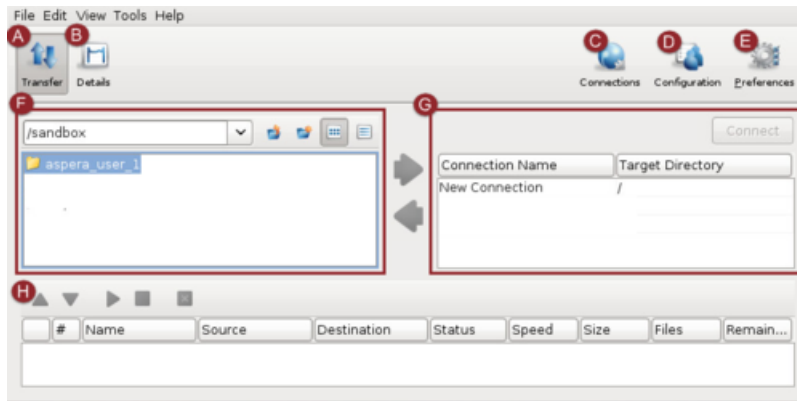 File Edit View Tools Help
A B C D E
Transfer Details Connections Configuration Preferences
F G
/sandbox Connect
aspera_user_1 Connection Name Target Directory
New Connection /
H
# Name Source Destination Status Speed Size Files Remain...